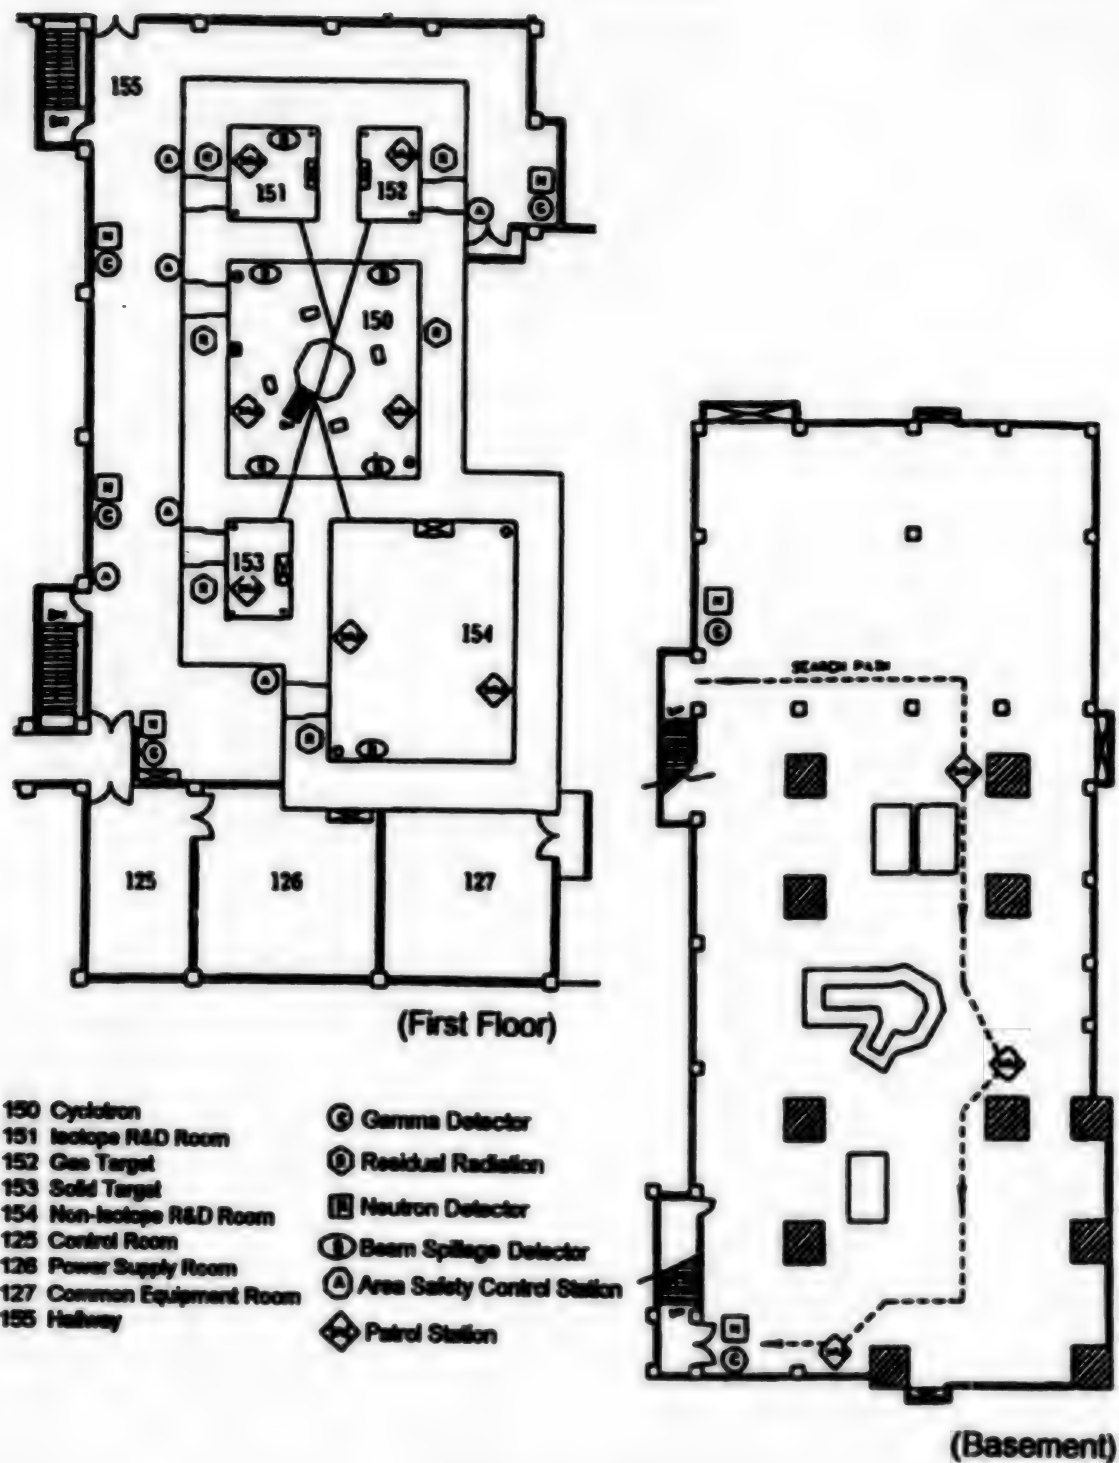 155
151
152
150
153
154
125
126
127
(First Floor)
SEARCH PATH
(Basement)
150 Cyclotron
151 Isotope R&D Room
152 Gas Target
153 Solid Target
154 Non-Isotope R&D Room
125 Control Room
126 Power Supply Room
127 Common Equipment Room
155 Hallway
G Gamma Detector
R Residual Radiation
N Neutron Detector
Beam Spillage Detector
A Area Safety Control Station
Patrol Station